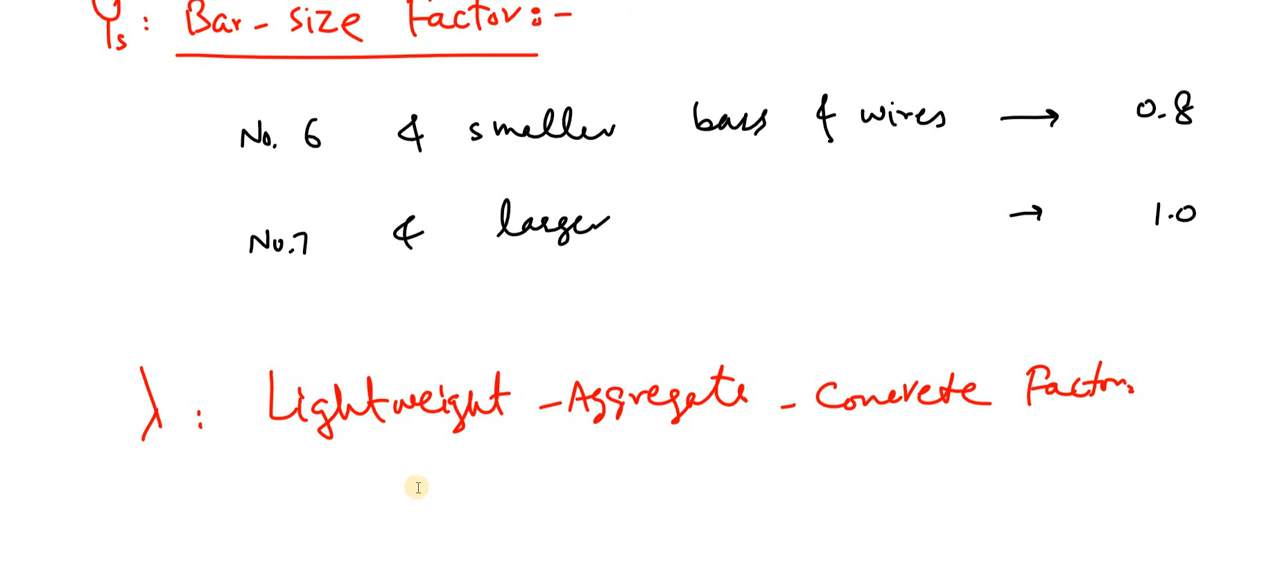 Ψs : Bar - size Factor :-
No. 6 & smaller bars & wires → 0.8
No.7 & larger → 1.0
λ : Lightweight - Aggregate - Concrete Factor.